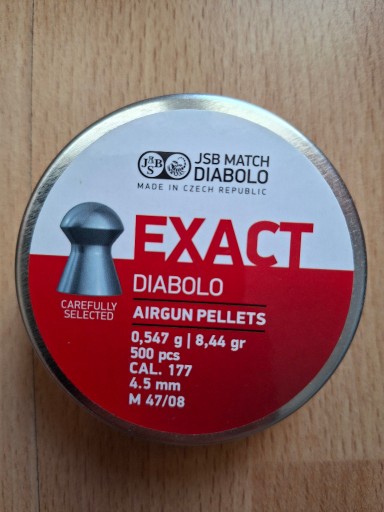 JSB
JSB MATCH
DIABOLO
MADE IN CZECH REPUBLIC
EXACT
DIABOLO
CAREFULLY
SELECTED
AIRGUN PELLETS
0,547 g | 8,44 gr
500 pcs
CAL. 177
4.5 mm
M 47/08